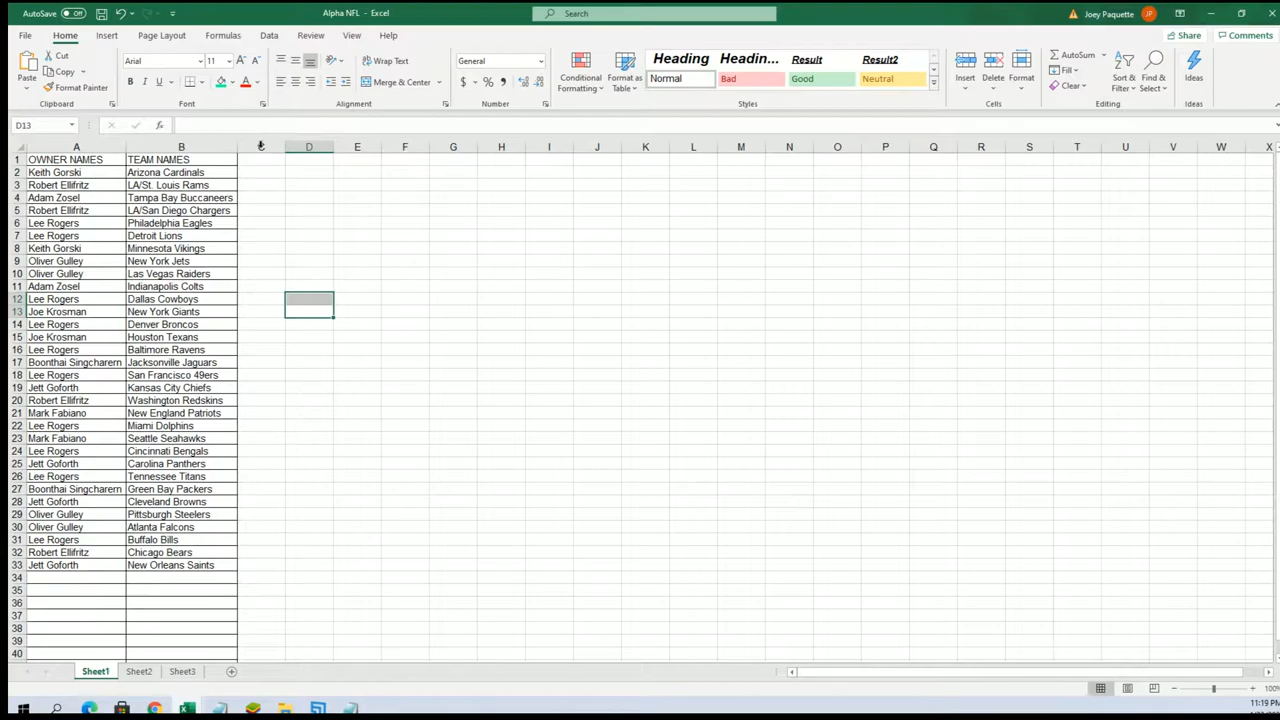 AutoSave Off Alpha NFL - Excel Search Joey Paquette JP
File Home Insert Page Layout Formulas Data Review View Help Share Comments
Cut Arial 11 Wrap Text General Heading Headin... Result Result2 AutoSum
Paste Copy Conditional Format as Insert Delete Format Fill Sort & Find & Ideas
Format Painter B I U Merge & Center $ % Formatting Table Normal Bad Good Neutral Clear Filter Select
Clipboard Font Alignment Number Styles Cells Editing Ideas
D13 fx
A B C D E F G H I J K L M N O P Q R S T U V W X
1 OWNER NAMES TEAM NAMES
2 Keith Gorski Arizona Cardinals
3 Robert Ellifritz LA/St. Louis Rams
4 Adam Zosel Tampa Bay Buccaneers
5 Robert Ellifritz LA/San Diego Chargers
6 Lee Rogers Philadelphia Eagles
7 Lee Rogers Detroit Lions
8 Keith Gorski Minnesota Vikings
9 Oliver Gulley New York Jets
10 Oliver Gulley Las Vegas Raiders
11 Adam Zosel Indianapolis Colts
12 Lee Rogers Dallas Cowboys
13 Joe Krosman New York Giants
14 Lee Rogers Denver Broncos
15 Joe Krosman Houston Texans
16 Lee Rogers Baltimore Ravens
17 Boonthai Singcharern Jacksonville Jaguars
18 Lee Rogers San Francisco 49ers
19 Jett Goforth Kansas City Chiefs
20 Robert Ellifritz Washington Redskins
21 Mark Fabiano New England Patriots
22 Lee Rogers Miami Dolphins
23 Mark Fabiano Seattle Seahawks
24 Lee Rogers Cincinnati Bengals
25 Jett Goforth Carolina Panthers
26 Lee Rogers Tennessee Titans
27 Boonthai Singcharern Green Bay Packers
28 Jett Goforth Cleveland Browns
29 Oliver Gulley Pittsburgh Steelers
30 Oliver Gulley Atlanta Falcons
31 Lee Rogers Buffalo Bills
32 Robert Ellifritz Chicago Bears
33 Jett Goforth New Orleans Saints
34
35
36
37
38
39
40
Sheet1 Sheet2 Sheet3
100%
11:19 PM